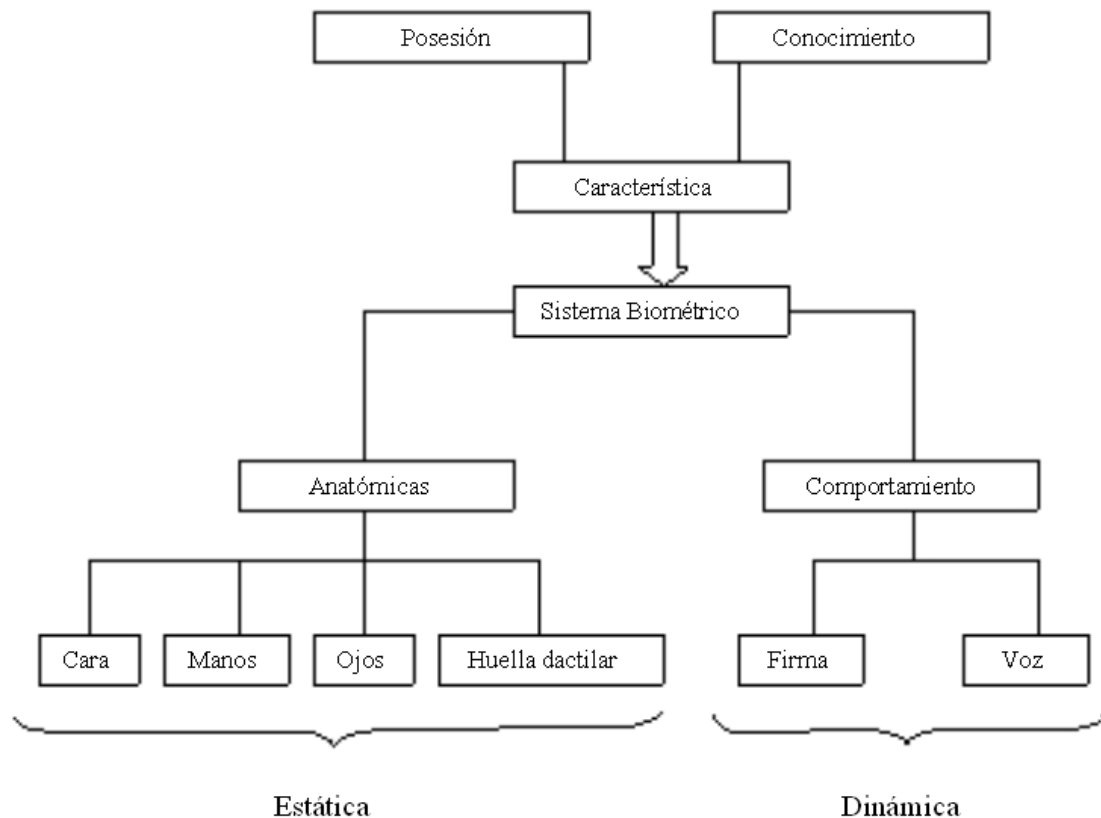 Posesión
Conocimiento
Característica
Sistema Biométrico
Anatómicas
Comportamiento
Cara
Manos
Ojos
Huella dactilar
Firma
Voz
Estática
Dinámica